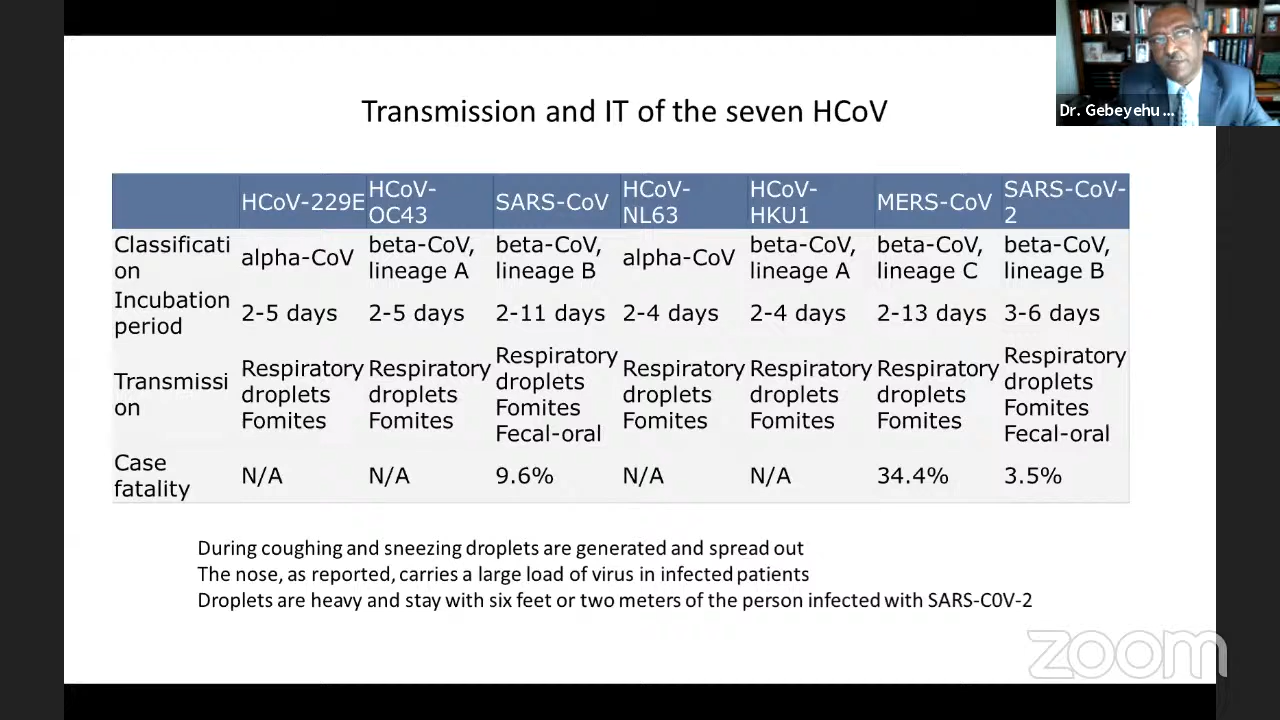 Dr. Gebeyehu ...
Transmission and IT of the seven HCoV
HCoV-229E HCoV-OC43 SARS-CoV HCoV-NL63 HCoV-HKU1 MERS-CoV SARS-CoV-2
Classification alpha-CoV beta-CoV, lineage A beta-CoV, lineage B alpha-CoV beta-CoV, lineage A beta-CoV, lineage C beta-CoV, lineage B
Incubation period 2-5 days 2-5 days 2-11 days 2-4 days 2-4 days 2-13 days 3-6 days
Transmission Respiratory droplets Fomites Respiratory droplets Fomites Respiratory droplets Fomites Fecal-oral Respiratory droplets Fomites Respiratory droplets Fomites Respiratory droplets Fomites Respiratory droplets Fomites Fecal-oral
Case fatality N/A N/A 9.6% N/A N/A 34.4% 3.5%
During coughing and sneezing droplets are generated and spread out
The nose, as reported, carries a large load of virus in infected patients
Droplets are heavy and stay with six feet or two meters of the person infected with SARS-C0V-2
zoom